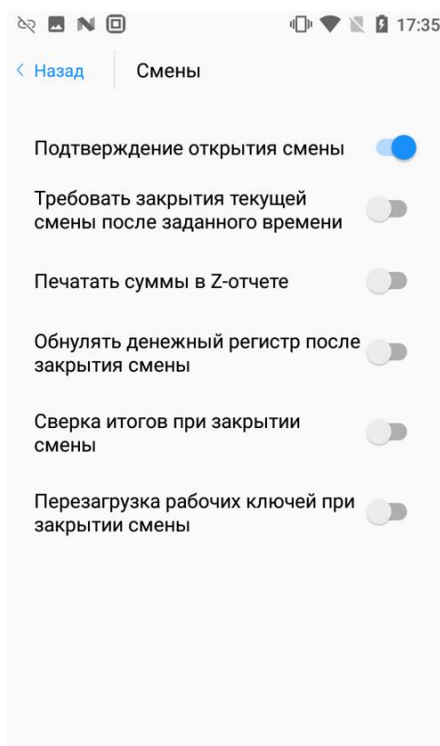 17:35
Назад
Смены
Подтверждение открытия смены
Требовать закрытия текущей
смены после заданного времени
Печатать суммы в Z-отчете
Обнулять денежный регистр после
закрытия смены
Сверка итогов при закрытии
смены
Перезагрузка рабочих ключей при
закрытии смены